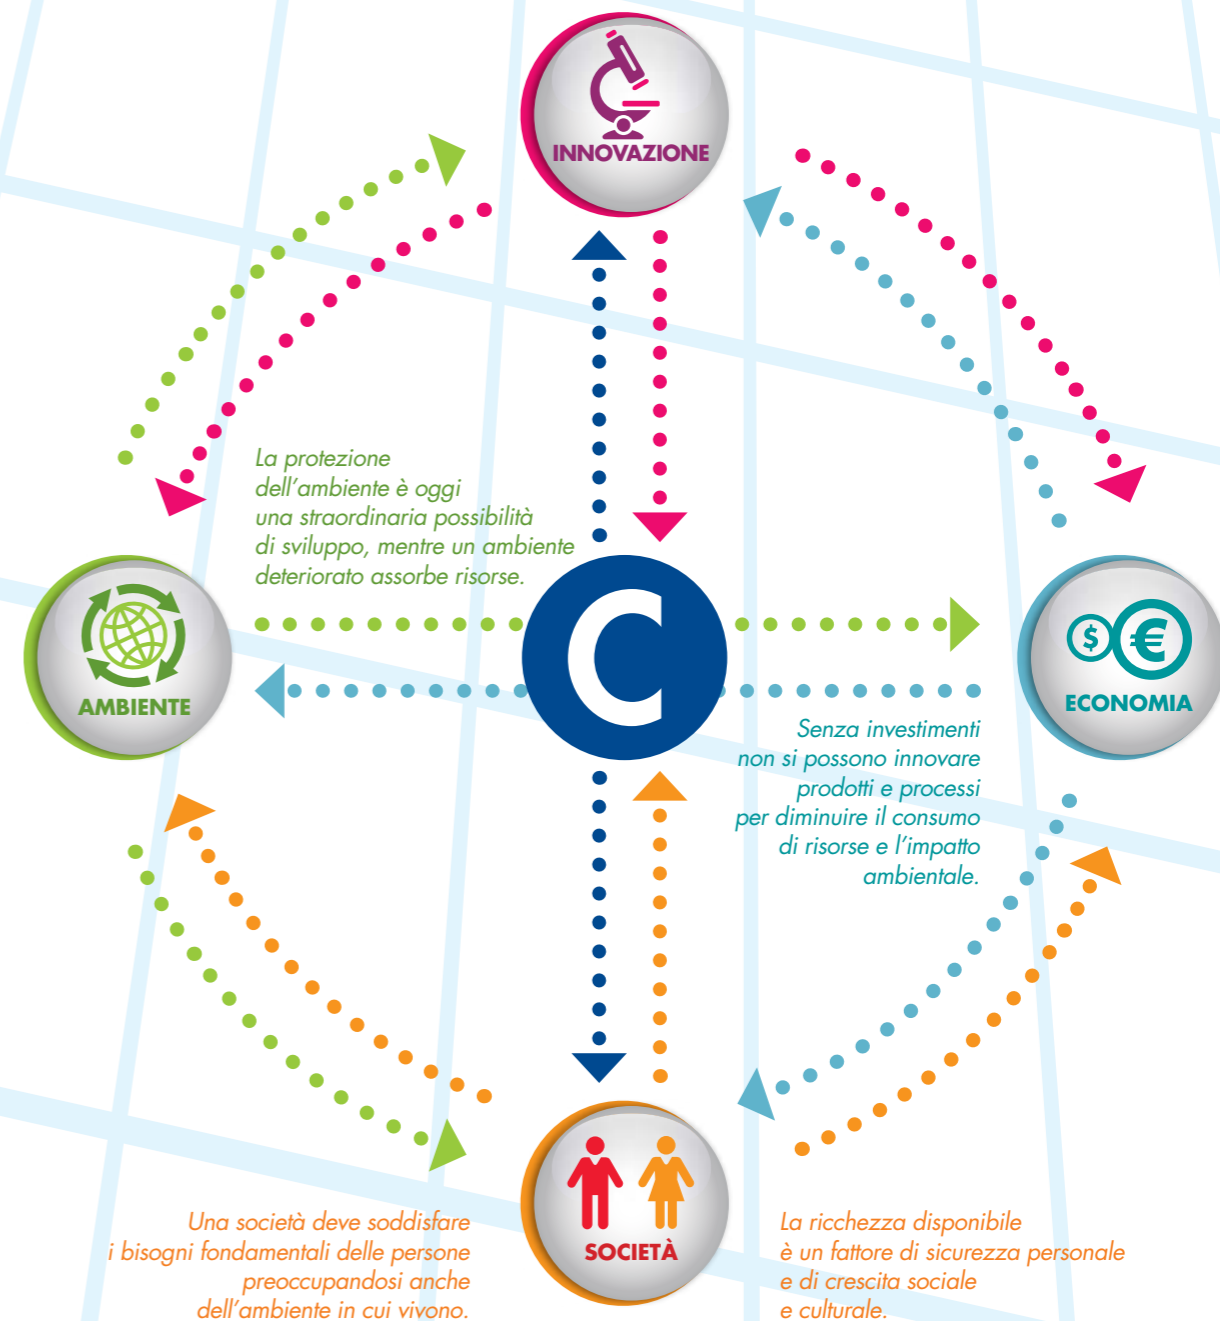 INNOVAZIONE
La protezione
dell'ambiente è oggi
una straordinaria possibilità
di sviluppo, mentre un ambiente
deteriorato assorbe risorse.
C
$ €
AMBIENTE
ECONOMIA
Senza investimenti
non si possono innovare
prodotti e processi
per diminuire il consumo
di risorse e l'impatto
ambientale.
SOCIETÀ
Una società deve soddisfare
i bisogni fondamentali delle persone
preoccupandosi anche
dell'ambiente in cui vivono.
La ricchezza disponibile
è un fattore di sicurezza personale
e di crescita sociale
e culturale.